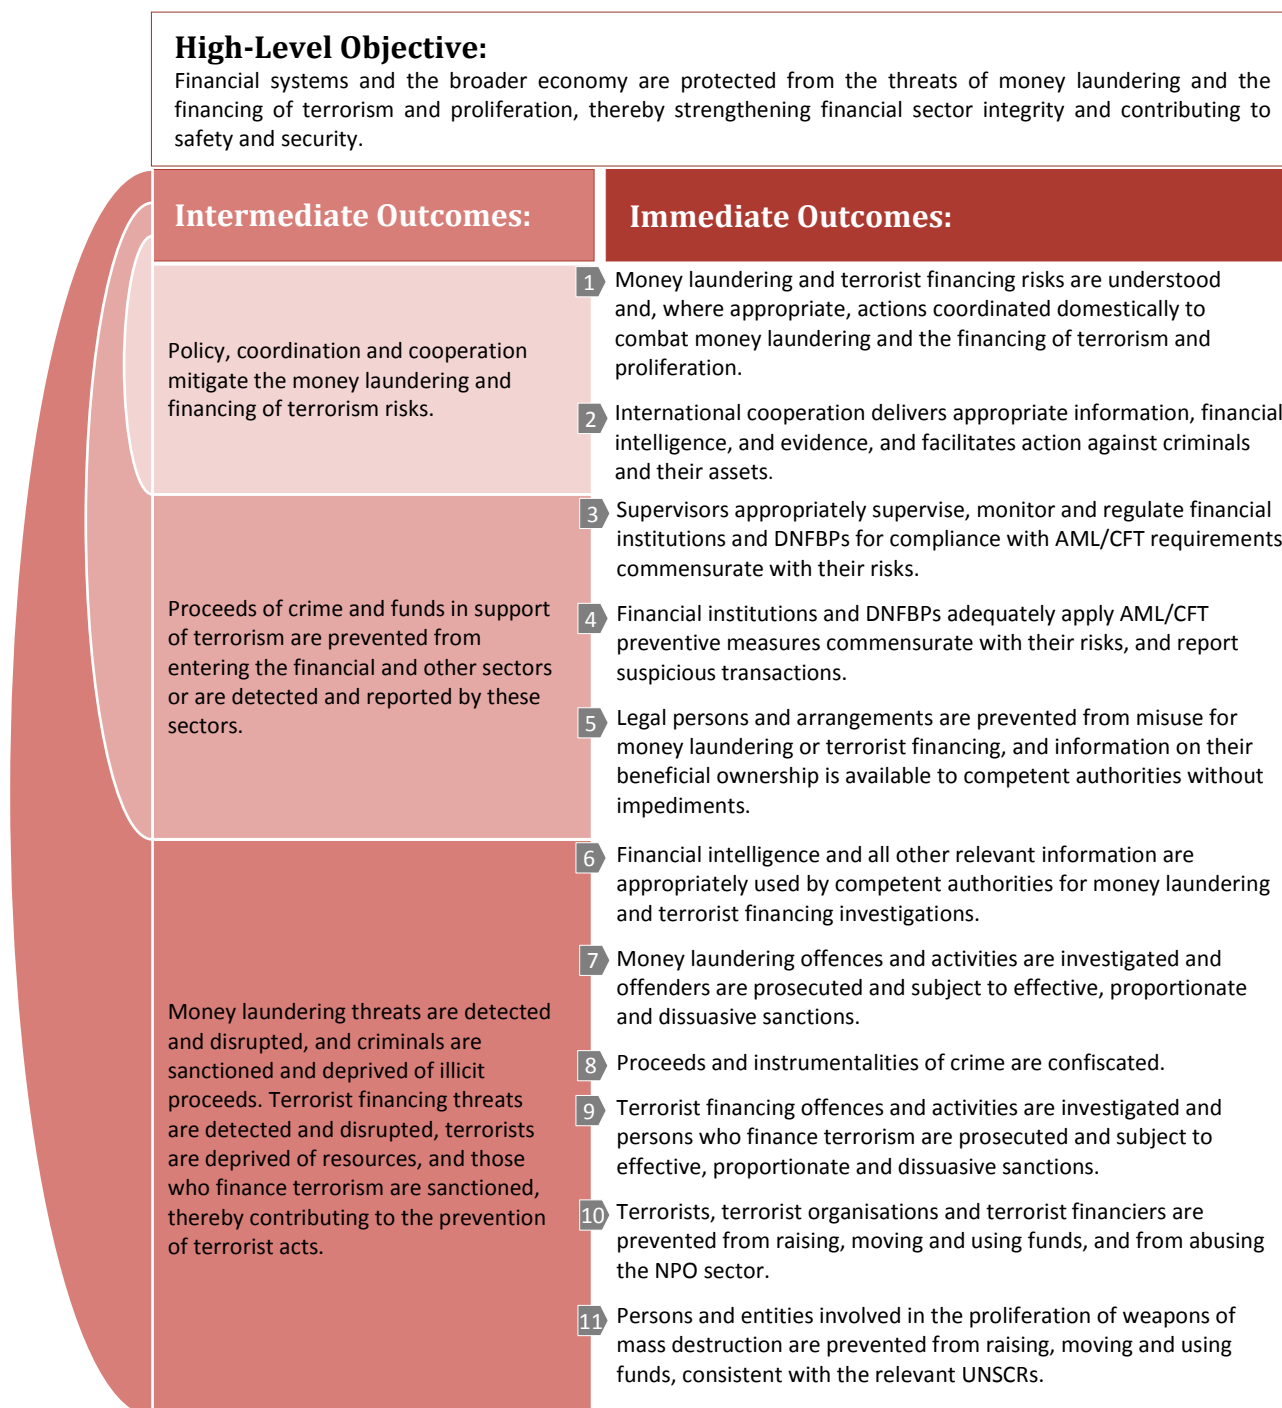 High-Level Objective:
Financial systems and the broader economy are protected from the threats of money laundering and the
financing of terrorism and proliferation, thereby strengthening financial sector integrity and contributing to
safety and security.
Intermediate Outcomes:
Immediate Outcomes:
Policy, coordination and cooperation
mitigate the money laundering and
financing of terrorism risks.
1 Money laundering and terrorist financing risks are understood
and, where appropriate, actions coordinated domestically to
combat money laundering and the financing of terrorism and
proliferation.
2 International cooperation delivers appropriate information, financial
intelligence, and evidence, and facilitates action against criminals
and their assets.
Proceeds of crime and funds in support
of terrorism are prevented from
entering the financial and other sectors
or are detected and reported by these
sectors.
3 Supervisors appropriately supervise, monitor and regulate financial
institutions and DNFBPs for compliance with AML/CFT requirements
commensurate with their risks.
4 Financial institutions and DNFBPs adequately apply AML/CFT
preventive measures commensurate with their risks, and report
suspicious transactions.
5 Legal persons and arrangements are prevented from misuse for
money laundering or terrorist financing, and information on their
beneficial ownership is available to competent authorities without
impediments.
Money laundering threats are detected
and disrupted, and criminals are
sanctioned and deprived of illicit
proceeds. Terrorist financing threats
are detected and disrupted, terrorists
are deprived of resources, and those
who finance terrorism are sanctioned,
thereby contributing to the prevention
of terrorist acts.
6 Financial intelligence and all other relevant information are
appropriately used by competent authorities for money laundering
and terrorist financing investigations.
7 Money laundering offences and activities are investigated and
offenders are prosecuted and subject to effective, proportionate
and dissuasive sanctions.
8 Proceeds and instrumentalities of crime are confiscated.
9 Terrorist financing offences and activities are investigated and
persons who finance terrorism are prosecuted and subject to
effective, proportionate and dissuasive sanctions.
10 Terrorists, terrorist organisations and terrorist financiers are
prevented from raising, moving and using funds, and from abusing
the NPO sector.
11 Persons and entities involved in the proliferation of weapons of
mass destruction are prevented from raising, moving and using
funds, consistent with the relevant UNSCRs.